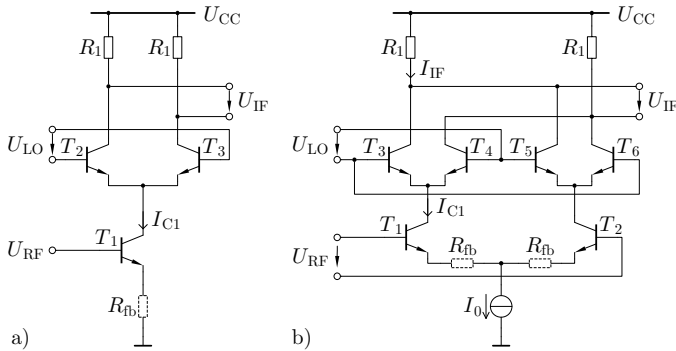 U_CC U_CC
R_1 R_1 R_1 R_1
I_IF
U_IF U_IF
U_LO T_2 T_3 U_LO T_3 T_4 T_5 T_6
I_C1 I_C1
T_1 T_1 T_2
U_RF R_fb R_fb
U_RF
R_fb I_0
a) b)